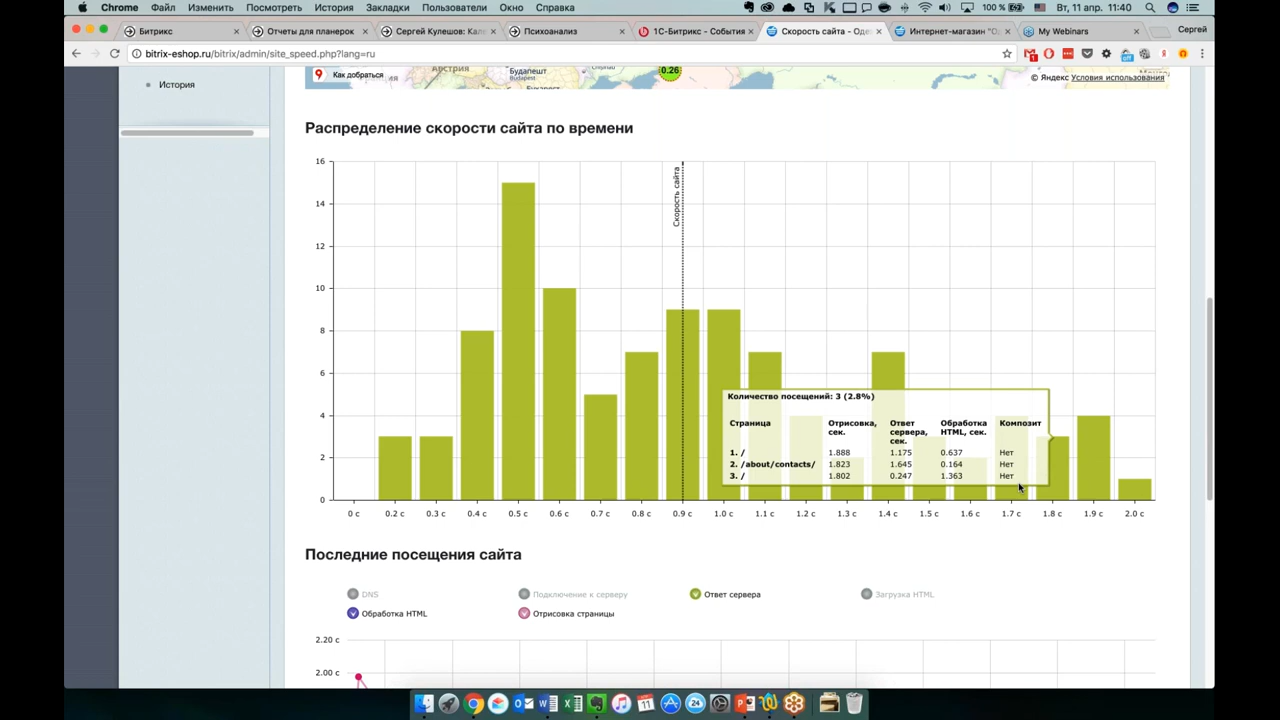 Chrome Файл Изменить Посмотреть История Закладки Пользователи Окно Справка 100 % Вт, 11 апр. 11:40
Битрикс Отчеты для планерок Сергей Кулешов: Кал Психоанализ 1С-Битрикс - События Скорость сайта - Оде Интернет-магазин "О My Webinars Сергей
bitrix-eshop.ru/bitrix/admin/site_speed.php?lang=ru
История
Как добраться
Австрия
Будапешт
Budapest
0.26
© Яндекс Условия использования
Распределение скорости сайта по времени
16
14
12
10
8
6
4
2
0
Скорость сайта
Количество посещений: 3 (2.8%)
Страница Отрисовка, сек. Ответ сервера, сек. Обработка HTML, сек. Композит
1. / 1.888 1.175 0.637 Нет
2. /about/contacts/ 1.823 1.645 0.164 Нет
3. / 1.802 0.247 1.363 Нет
0 с 0.2 с 0.3 с 0.4 с 0.5 с 0.6 с 0.7 с 0.8 с 0.9 с 1.0 с 1.1 с 1.2 с 1.3 с 1.4 с 1.5 с 1.6 с 1.7 с 1.8 с 1.9 с 2.0 с
Последние посещения сайта
DNS Подключение к серверу Ответ сервера Загрузка HTML
Обработка HTML Отрисовка страницы
2.20 с
2.00 с